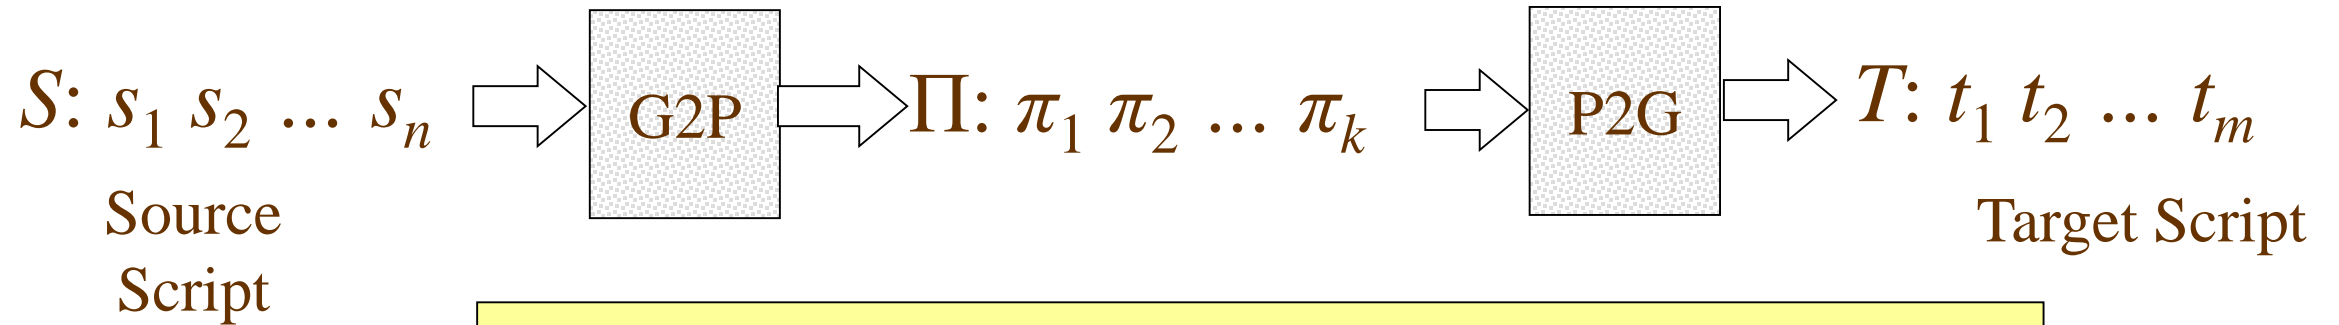 S: s₁ s₂ ... sₙ G2P Π: π₁ π₂ ... πₖ P2G T: t₁ t₂ ... tₘ
Source Target Script
Script